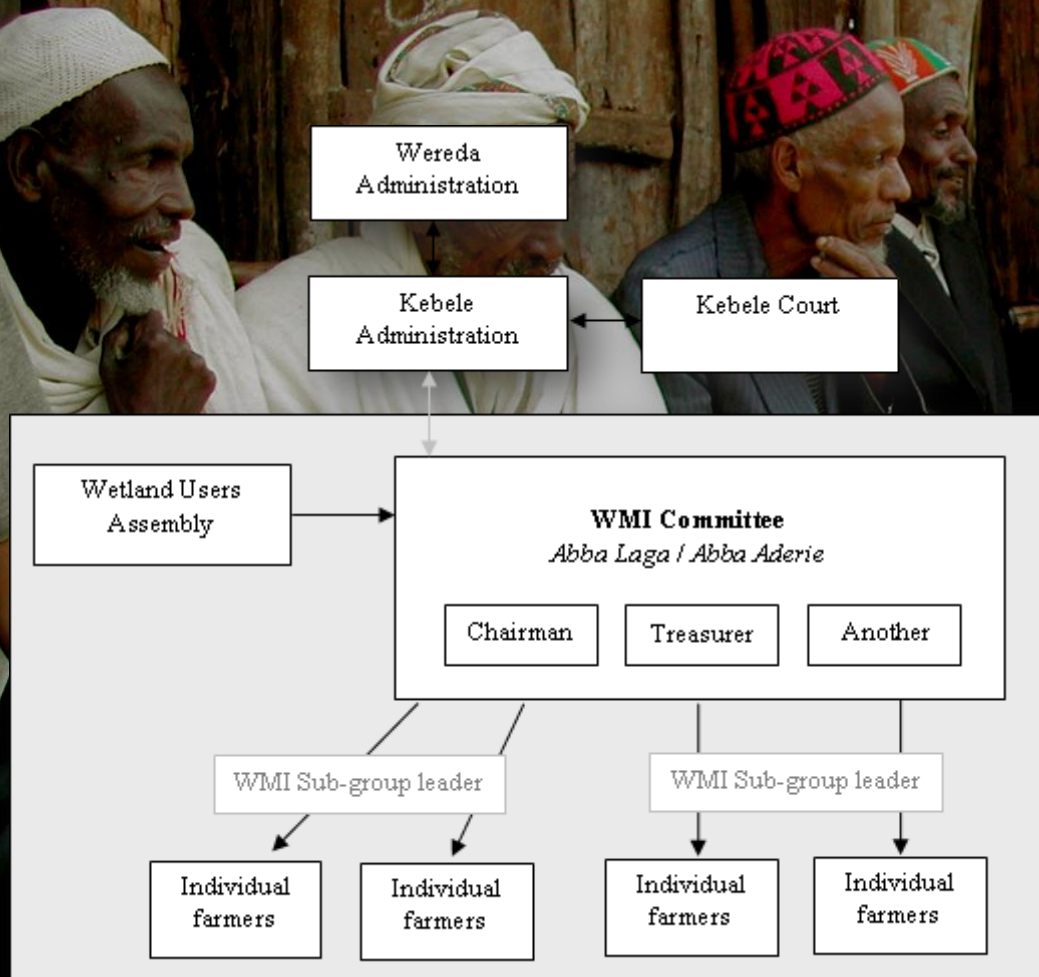 Wereda
Administration
Kebele
Administration
Kebele Court
Wetland Users
Assembly
WMI Committee
Abba Laga / Abba Aderie
Chairman
Treasurer
Another
WMI Sub-group leader
WMI Sub-group leader
Individual
farmers
Individual
farmers
Individual
farmers
Individual
farmers